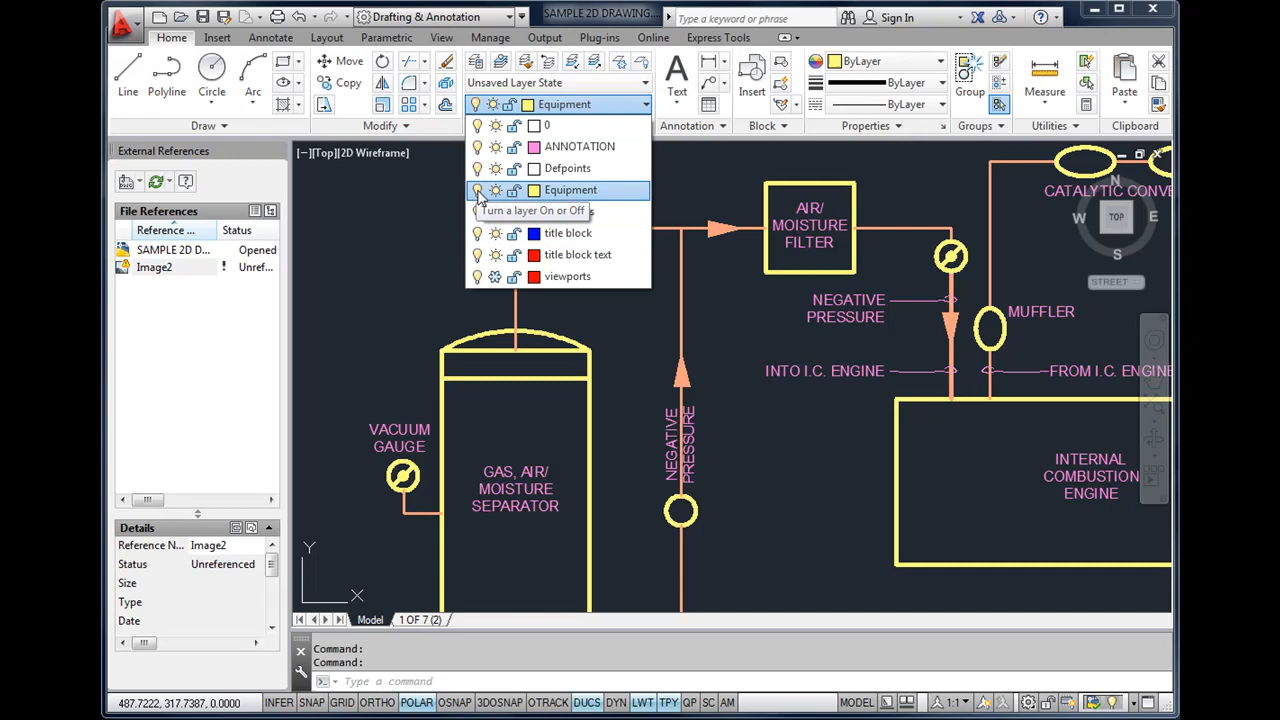 Drafting & Annotation
SAMPLE 2D DRAWING....
Type a keyword or phrase
Sign In
Home
Insert
Annotate
Layout
Parametric
View
Manage
Output
Plug-ins
Online
Express Tools
Line
Polyline
Circle
Arc
Move
Copy
Unsaved Layer State
Equipment
Text
Insert
ByLayer
ByLayer
ByLayer
Group
Measure
Paste
Draw
Modify
Annotation
Block
Properties
Groups
Utilities
Clipboard
0
ANNOTATION
Defpoints
Equipment
Turn a layer On or Off
title block
title block text
viewports
External References
File References
Reference ...
Status
SAMPLE 2D D...
Opened
Image2
!
Unref...
Details
Reference N...
Image2
Status
Unreferenced
Size
Type
Date
[−][Top][2D Wireframe]
AIR/
MOISTURE
FILTER
CATALYTIC CONVE
N
W
TOP
E
S
STREET
NEGATIVE
PRESSURE
MUFFLER
INTO I.C. ENGINE
FROM I.C. ENGINE
VACUUM
GAUGE
NEGATIVE
PRESSURE
GAS, AIR/
MOISTURE
SEPARATOR
INTERNAL
COMBUSTION
ENGINE
Y
X
Model
1 OF 7 (2)
Command:
Command:
Type a command
487.7222, 317.7387, 0.0000
INFER
SNAP
GRID
ORTHO
POLAR
OSNAP
3DOSNAP
OTRACK
DUCS
DYN
LWT
TPY
QP
SC
AM
MODEL
1:1